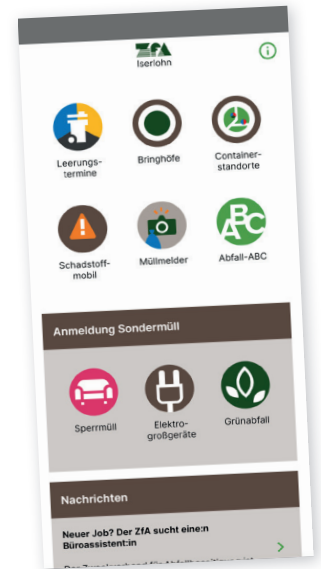 ZFA
Iserlohn
i
Leerungs-
termine
Bringhöfe
Container-
standorte
Schadstoff-
mobil
Müllmelder
ABC
Abfall-ABC
Anmeldung Sondermüll
Sperrmüll
Elektro-
großgeräte
Grünabfall
Nachrichten
Neuer Job? Der ZfA sucht eine:n
Büroassistent:in